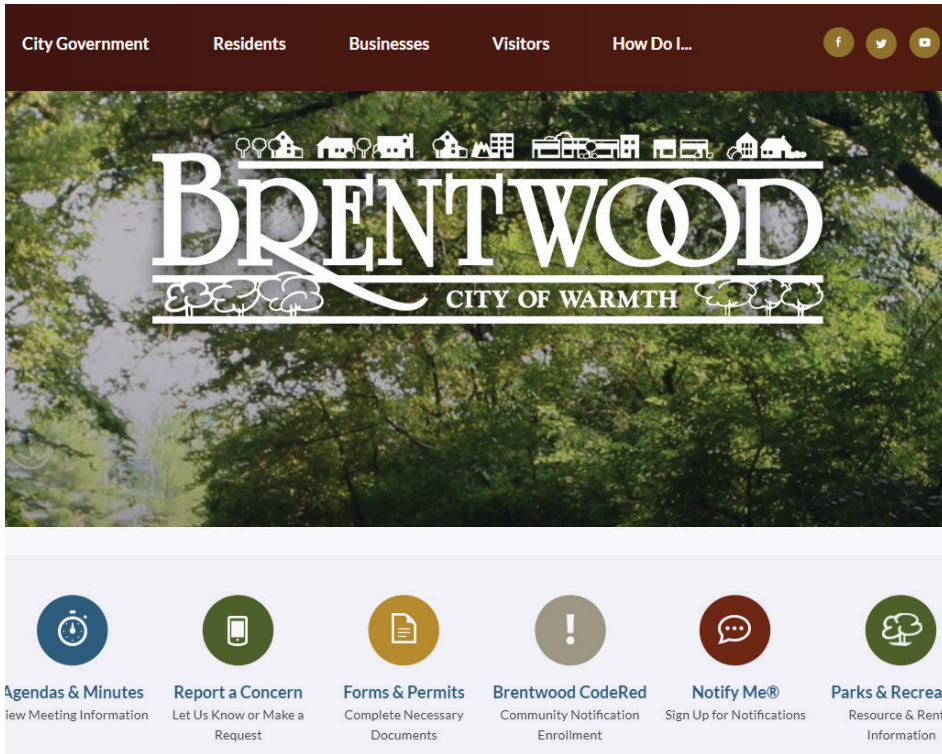 City Government Residents Businesses Visitors How Do I...
BRENTWOOD
CITY OF WARMTH
Agendas & Minutes Report a Concern Forms & Permits Brentwood CodeRed Notify Me® Parks & Recrea
iew Meeting Information Let Us Know or Make a Complete Necessary Community Notification Sign Up for Notifications Resource & Rent
Request Documents Enrollment Information